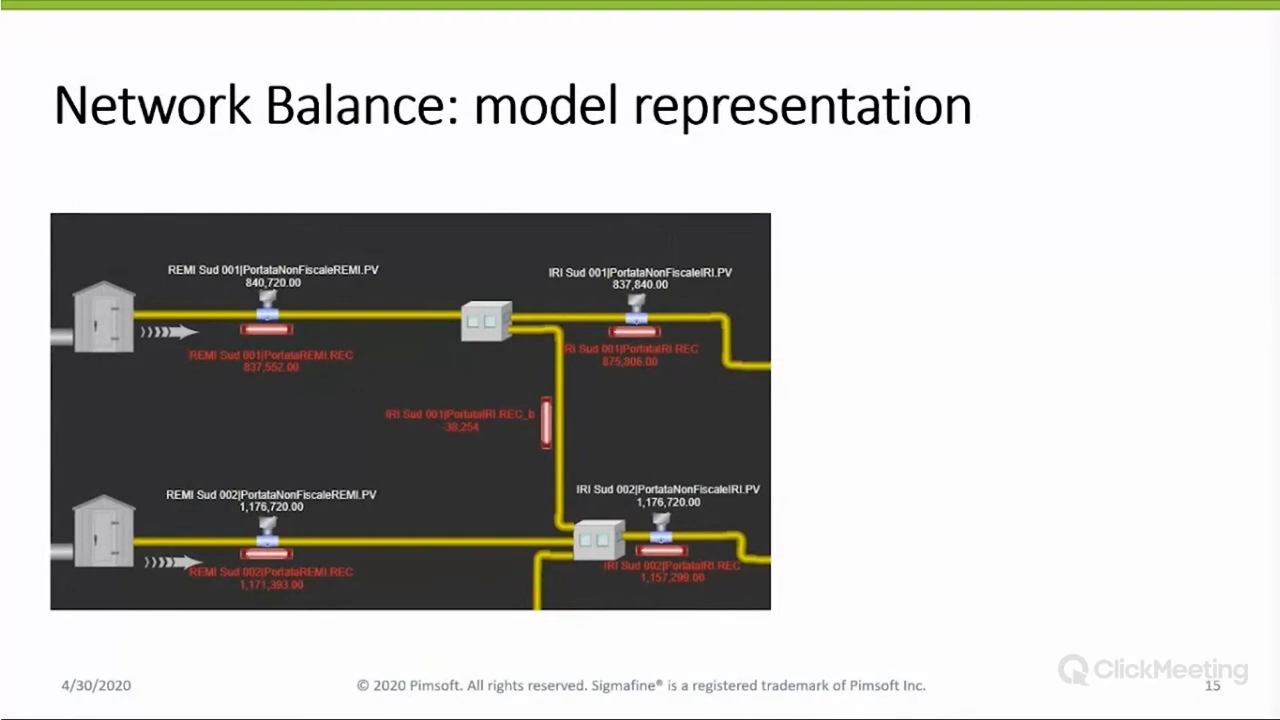 Network Balance: model representation
REMI Sud 001|PortataNonFiscaleREMI.PV
840,720.00
IRI Sud 001|PortataNonFiscaleIRI.PV
837,840.00
REMI Sud 001|PortataREMI.REC
837,552.00
IRI Sud 001|PortataIRI.REC
875,806.00
IRI Sud 001|PortataIRI.REC_b
-38,254
REMI Sud 002|PortataNonFiscaleREMI.PV
1,176,720.00
IRI Sud 002|PortataNonFiscaleIRI.PV
1,176,720.00
REMI Sud 002|PortataREMI.REC
1,171,393.00
IRI Sud 002|PortataIRI.REC
1,157,299.00
ClickMeeting
4/30/2020
© 2020 Pimsoft. All rights reserved. Sigmafine® is a registered trademark of Pimsoft Inc.
15